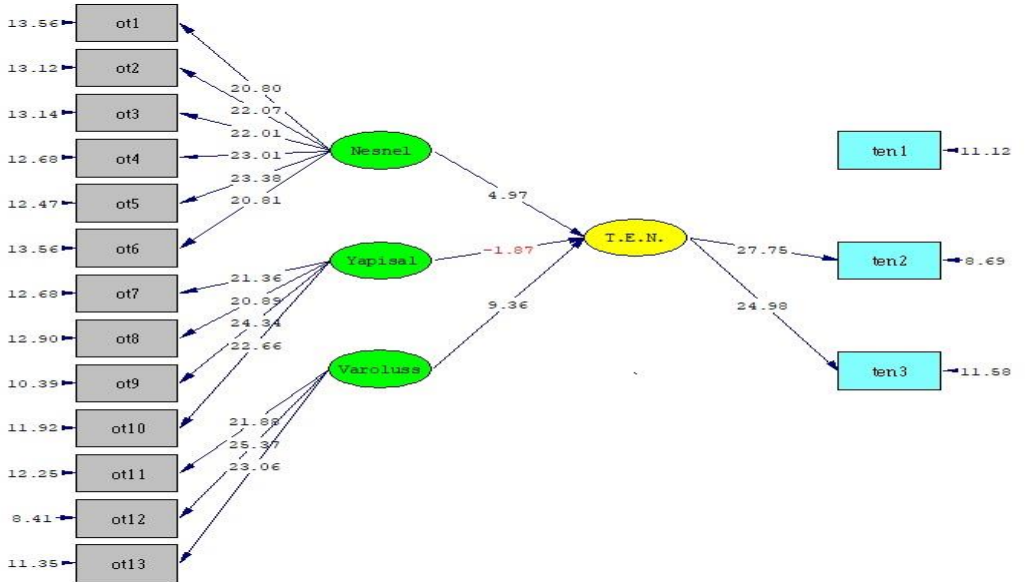 13.56 ot1
13.12 ot2
13.14 ot3
12.68 ot4
12.47 ot5
13.56 ot6
12.68 ot7
12.90 ot8
10.39 ot9
11.92 ot10
12.25 ot11
8.41 ot12
11.35 ot13
20.80
22.07
22.01
23.01
23.38
20.81
21.36
20.89
24.34
22.66
21.88
25.37
23.06
Nesnel
Yapisal
Varoluss
4.97
-1.87
9.36
T.E.N.
27.75
24.98
ten1 11.12
ten2 8.69
ten3 11.58